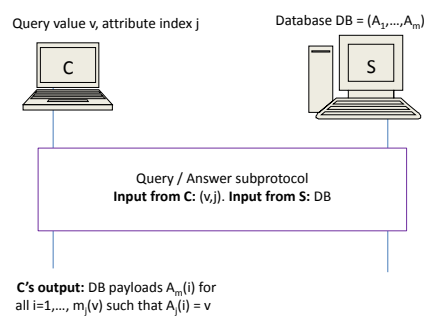 Query value v, attribute index j
Database DB = (A₁,…,Aₘ)
C
S
Query / Answer subprotocol
Input from C: (v,j). Input from S: DB
C's output: DB payloads Aₘ(i) for
all i=1,…, mⱼ(v) such that Aⱼ(i) = v